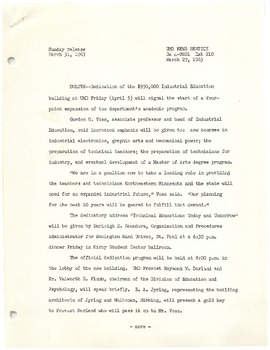 Sunday release
March 31, 1963
UMD NEWS SERVICE
RA 4-8801 Ext 210
March 29, 1963
DULUTH--Dedication of the $930,000 Industrial Education
building at UMD Friday (April 5) will signal the start of a four-
point expansion of the department's academic program.
Gordon O. Voss, associate professor and head of Industrial
Education, said increased emphasis will be given to: new courses in
industrial electronics, graphic arts and mechanical power; the
preparation of technical teachers; the preparation of technicians for
industry, and eventual development of a Master of Arts degree program.
"We are in a position now to take a leading role in providing
the teachers and technicians Northeastern Minnesota and the state will
need for an expanded industrial future," Voss said. "Our planning
for the next 10 years will be geared to fulfill that demand."
The dedicatory address "Technical Education: Today and Tomorrow"
will be given by Burleigh E. Saunders, Organization and Procedures
Administrator for Remington Rand Univac, St. Paul at 6:30 p.m.
dinner Friday in Kirby Student Center ballroom.
The official dedication program will be held at 8:00 p.m. in
the lobby of the new building. UMD Provost Raymond W. Darland and
Dr. Valworth R. Plumb, chairman of the Division of Education and
Psychology, will speak briefly. E. A. Jyring, representing the building
architects of Jyring and Whiteman, Hibbing, will present a gold key
to Provost Darland who will pass it on to Mr. Voss.
- more -